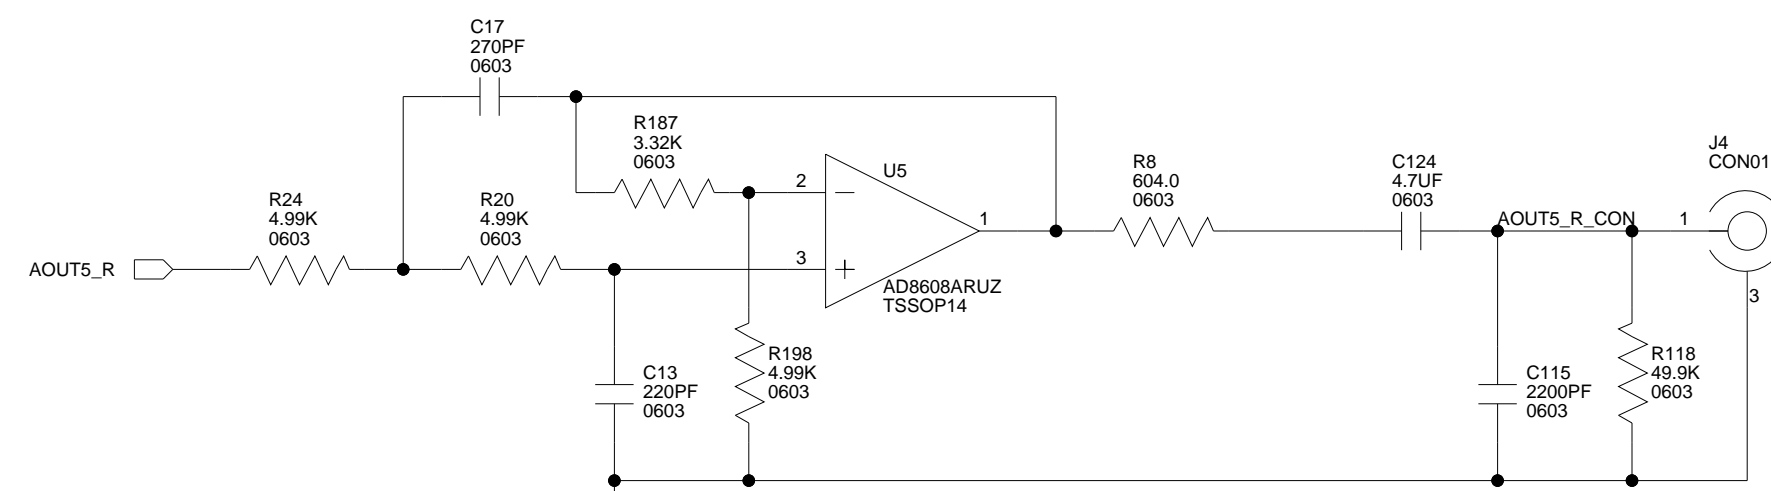 C17
270PF
0603
R187
3.32K
0603
J4
CON01
U5
R8
604.0
0603
C124
4.7UF
0603
2
R24
4.99K
0603
R20
4.99K
0603
1
AOUT5_R_CON
1
3
AOUT5_R
AD8608ARUZ
TSSOP14
3
C13
220PF
0603
R198
4.99K
0603
C115
2200PF
0603
R118
49.9K
0603